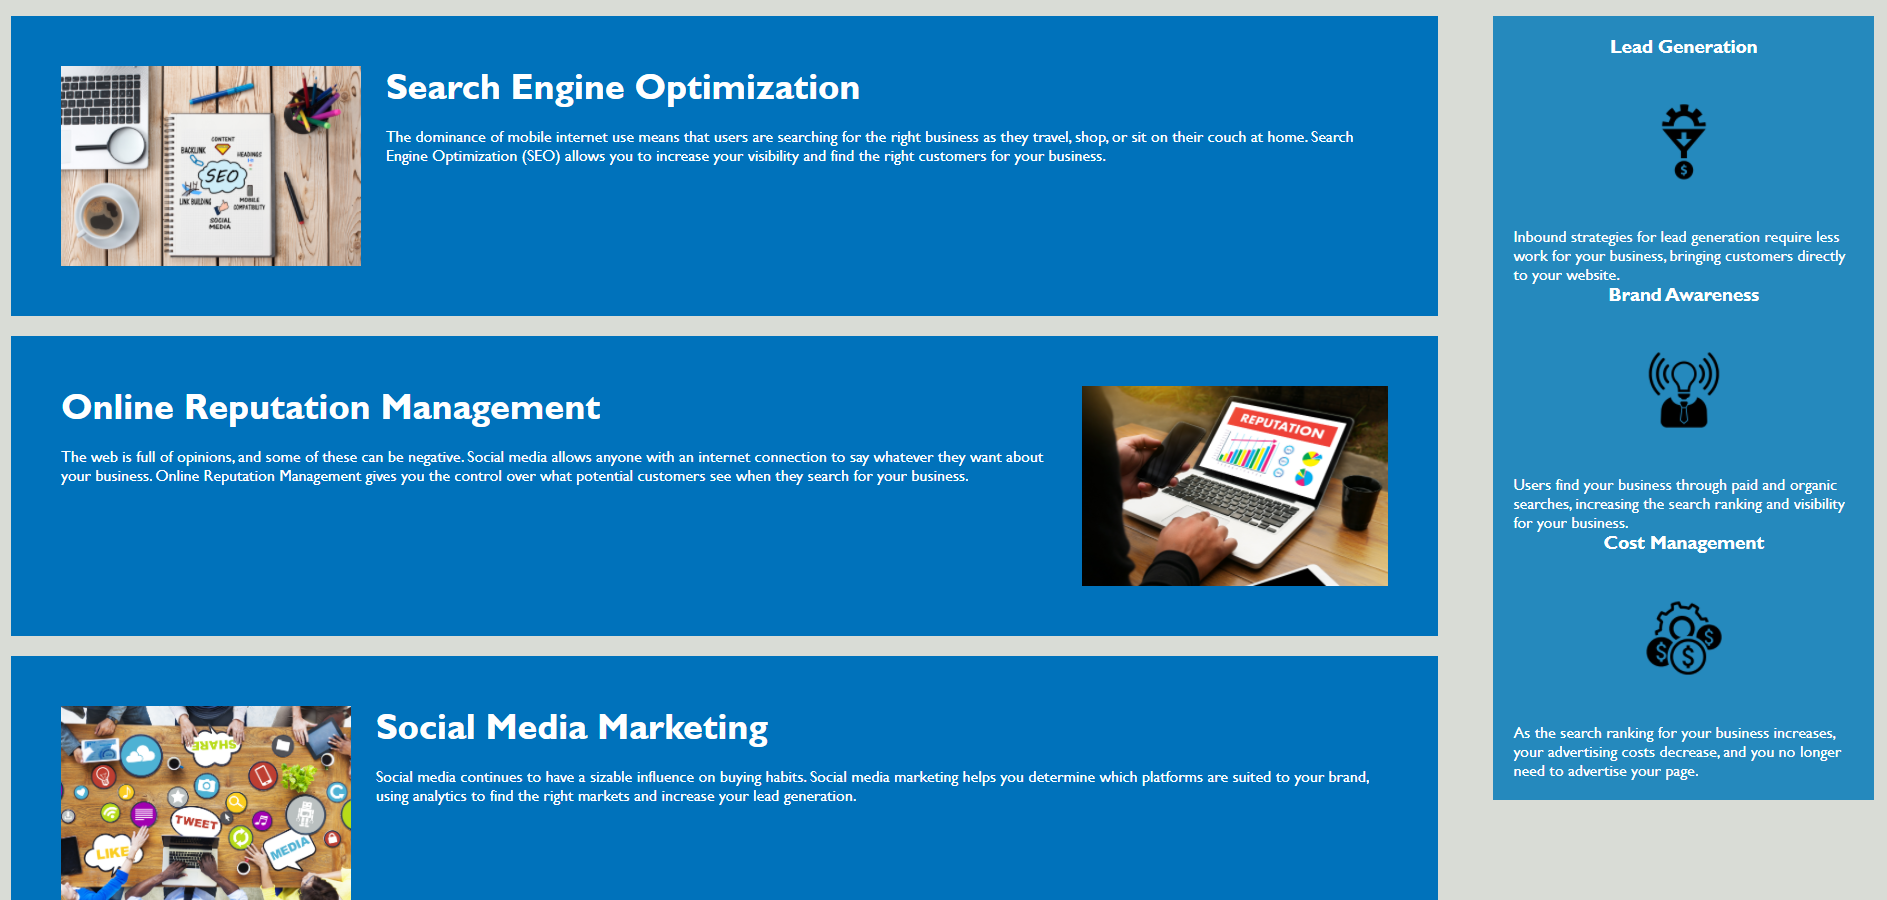 Search Engine Optimization
The dominance of mobile internet use means that users are searching for the right business as they travel, shop, or sit on their couch at home. Search
Engine Optimization (SEO) allows you to increase your visibility and find the right customers for your business.
CONTENT
BACKLINK
HEADINGS
SEO
LINK BUILDING
MOBILE
COMPATIBILITY
SOCIAL
MEDIA
Online Reputation Management
The web is full of opinions, and some of these can be negative. Social media allows anyone with an internet connection to say whatever they want about
your business. Online Reputation Management gives you the control over what potential customers see when they search for your business.
REPUTATION
Social Media Marketing
Social media continues to have a sizable influence on buying habits. Social media marketing helps you determine which platforms are suited to your brand,
using analytics to find the right markets and increase your lead generation.
SHARE
TWEET
LIKE
MEDIA
Lead Generation
Inbound strategies for lead generation require less
work for your business, bringing customers directly
to your website.
Brand Awareness
Users find your business through paid and organic
searches, increasing the search ranking and visibility
for your business.
Cost Management
As the search ranking for your business increases,
your advertising costs decrease, and you no longer
need to advertise your page.